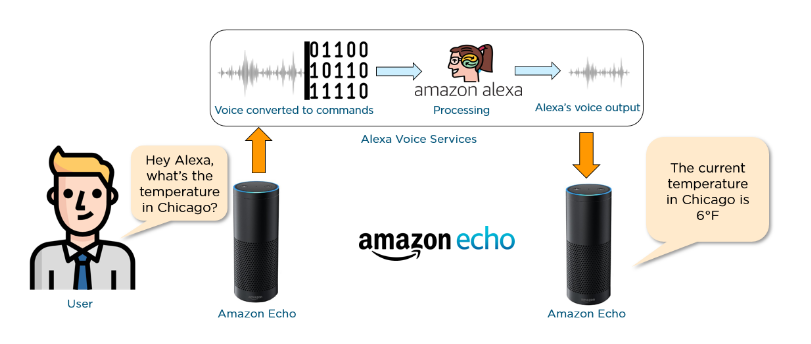 01100
10110
11110
amazon alexa
Voice converted to commands
Processing
Alexa's voice output
Alexa Voice Services
Hey Alexa,
what's the
temperature
in Chicago?
The current
temperature
in Chicago is
6°F
amazon echo
User
Amazon Echo
Amazon Echo